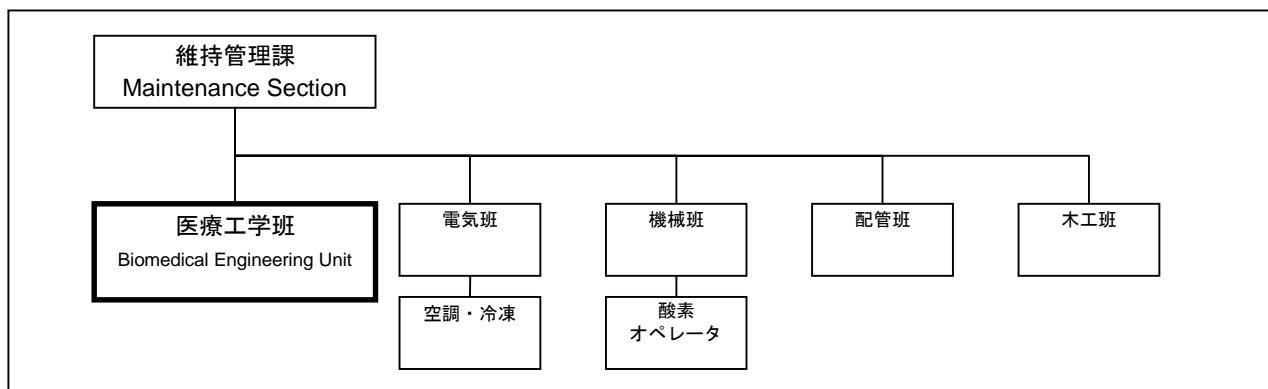 維持管理課
Maintenance Section
医療工学班
Biomedical Engineering Unit
電気班
機械班
配管班
木工班
空調・冷凍
酸素
オペレータ